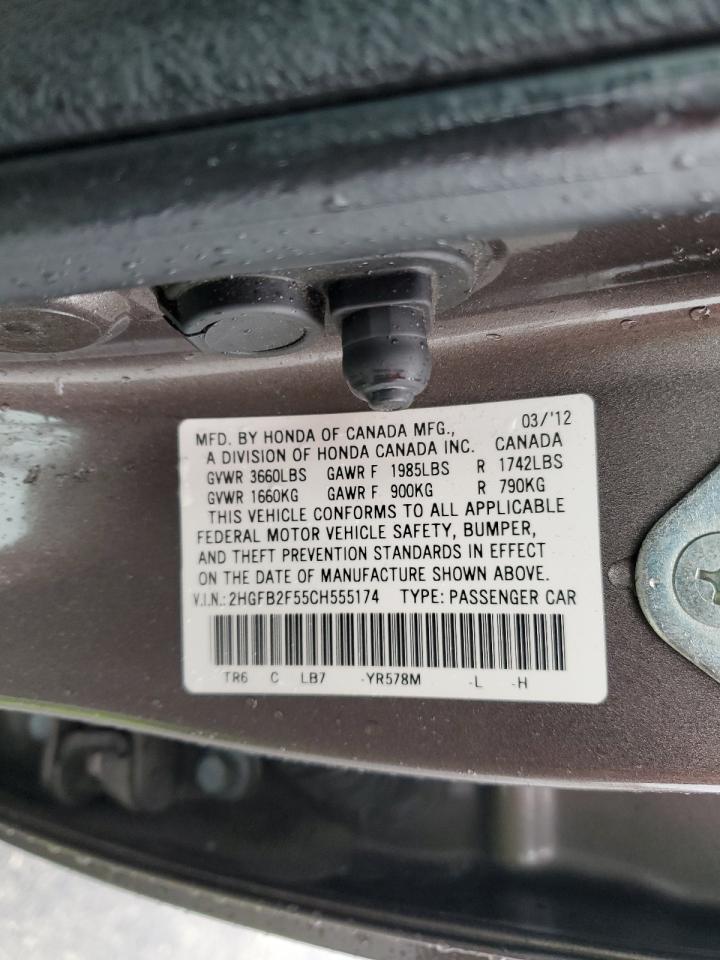 MFD. BY HONDA OF CANADA MFG., 03/'12
A DIVISION OF HONDA CANADA INC. CANADA
GVWR 3660LBS GAWR F 1985LBS R 1742LBS
GVWR 1660KG GAWR F 900KG R 790KG
THIS VEHICLE CONFORMS TO ALL APPLICABLE
FEDERAL MOTOR VEHICLE SAFETY, BUMPER,
AND THEFT PREVENTION STANDARDS IN EFFECT
ON THE DATE OF MANUFACTURE SHOWN ABOVE.
V.I.N.: 2HGFB2F55CH555174 TYPE: PASSENGER CAR
TR6 C LB7 -YR578M -L -H